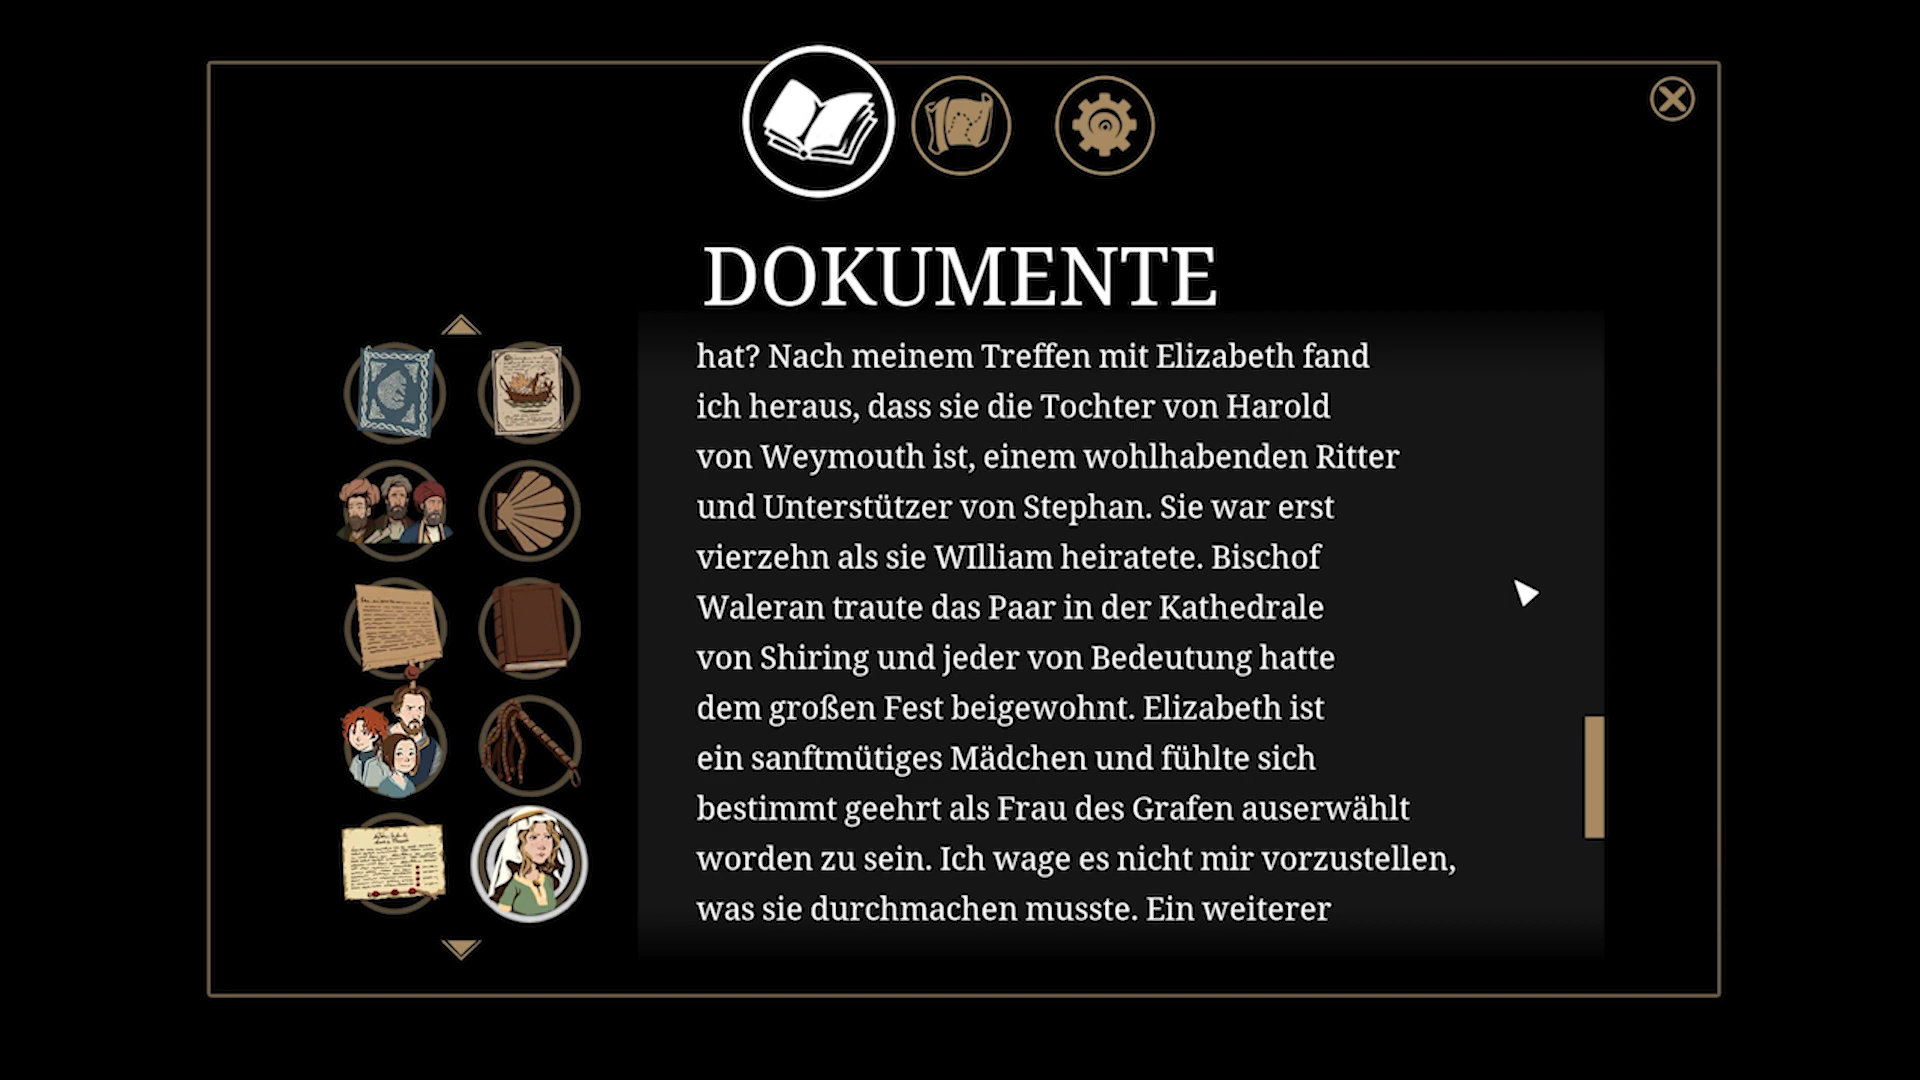 DOKUMENTE
hat? Nach meinem Treffen mit Elizabeth fand
ich heraus, dass sie die Tochter von Harold
von Weymouth ist, einem wohlhabenden Ritter
und Unterstützer von Stephan. Sie war erst
vierzehn als sie WIlliam heiratete. Bischof
Waleran traute das Paar in der Kathedrale
von Shiring und jeder von Bedeutung hatte
dem großen Fest beigewohnt. Elizabeth ist
ein sanftmütiges Mädchen und fühlte sich
bestimmt geehrt als Frau des Grafen auserwählt
worden zu sein. Ich wage es nicht mir vorzustellen,
was sie durchmachen musste. Ein weiterer